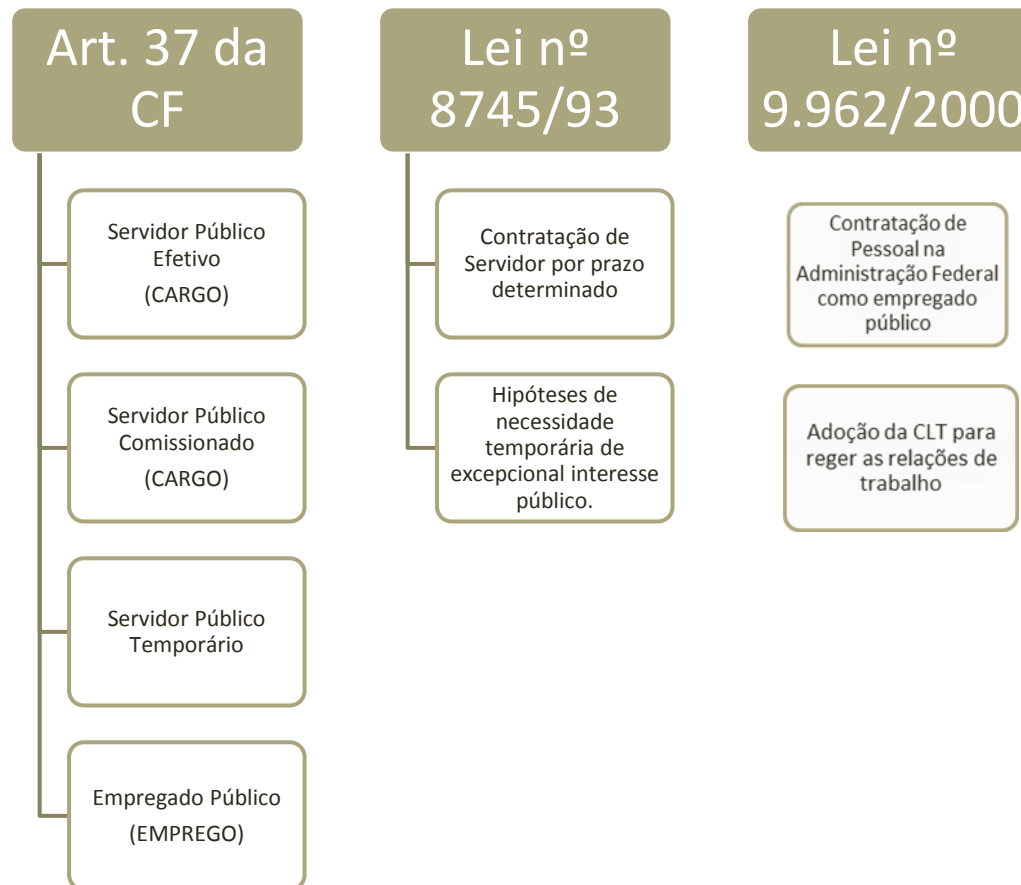 Art. 37 da
CF
Servidor Público
Efetivo
(CARGO)
Servidor Público
Comissionado
(CARGO)
Servidor Público
Temporário
Empregado Público
(EMPREGO)
Lei nº
8745/93
Contratação de
Servidor por prazo
determinado
Hipóteses de
necessidade
temporária de
excepcional interesse
público.
Lei nº
9.962/2000
Contratação de
Pessoal na
Administração Federal
como empregado
público
Adoção da CLT para
reger as relações de
trabalho